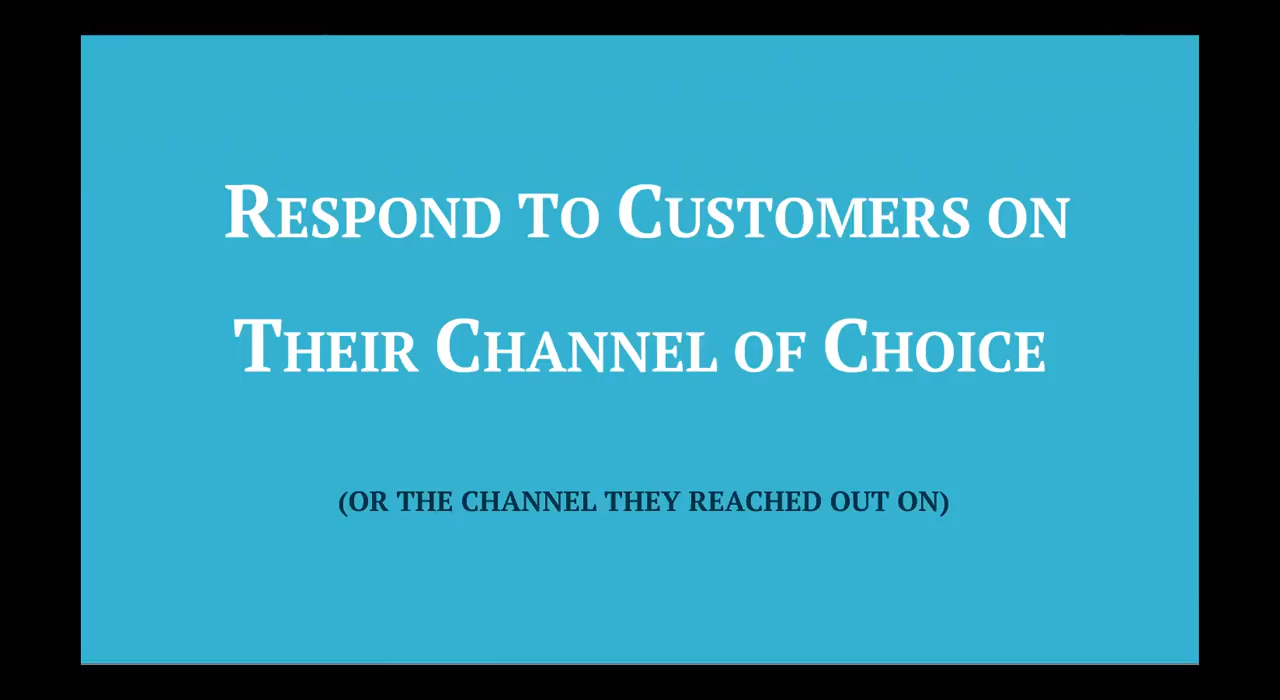 Respond to Customers on
Their Channel of Choice
(or the channel they reached out on)